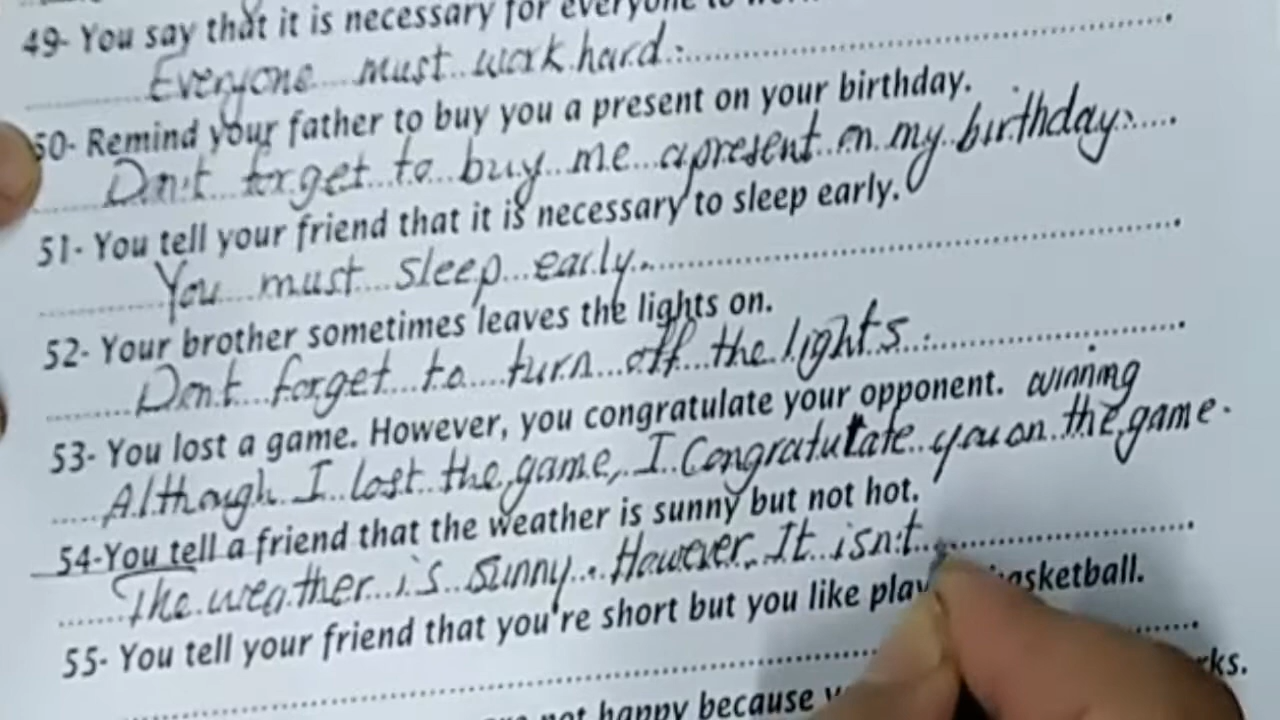 49- You say that it is necessary for everyone to
Everyone must work hard.
50- Remind your father to buy you a present on your birthday.
Don't forget to buy me a present on my birthday.
51- You tell your friend that it is necessary to sleep early.
You must sleep early.
52- Your brother sometimes leaves the lights on.
Dont forget to turn off the lights.
53- You lost a game. However, you congratulate your opponent. winning
Although I lost the game, I Congratulate you on the game.
54-You tell a friend that the weather is sunny but not hot.
The weather is sunny. However, It isn't
55- You tell your friend that you're short but you like basketball.
not happy because